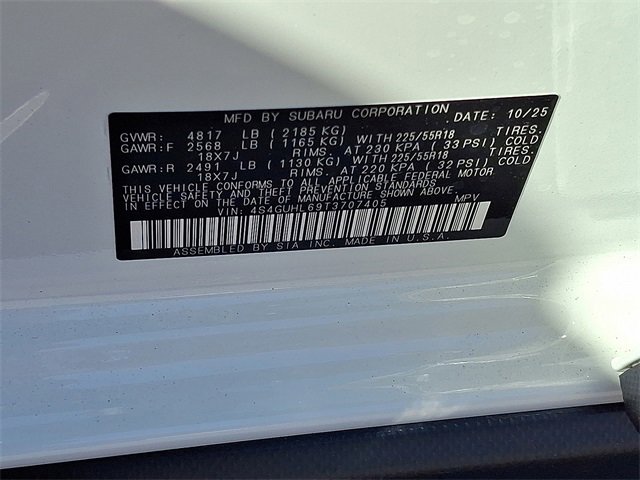 MFD BY SUBARU CORPORATION DATE: 10/25
GVWR: 4817 LB (2185 KG)
GAWR:F 2568 LB (1165 KG) WITH 225/55R18 TIRES.
18X7J RIMS. AT 230 KPA (33 PSI) COLD
GAWR:R 2491 LB (1130 KG) WITH 225/55R18 TIRES.
18X7J RIMS. AT 220 KPA (32 PSI) COLD
THIS VEHICLE CONFORMS TO ALL APPLICABLE FEDERAL MOTOR
VEHICLE SAFETY AND THEFT PREVENTION STANDARDS
IN EFFECT ON THE DATE OF MANUFACTURE SHOWN ABOVE.
VIN: 4S4GUHL69T3707405 MPV
ASSEMBLED BY SIA INC. MADE IN U.S.A.